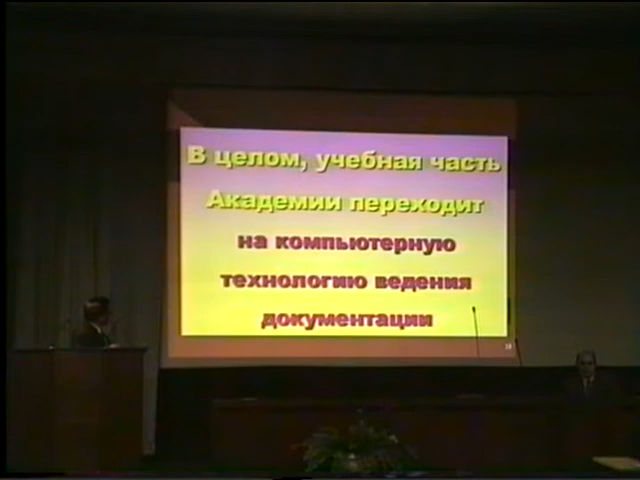 В целом, учебная часть
Академии переходит
на компьютерную
технологию ведения
документации